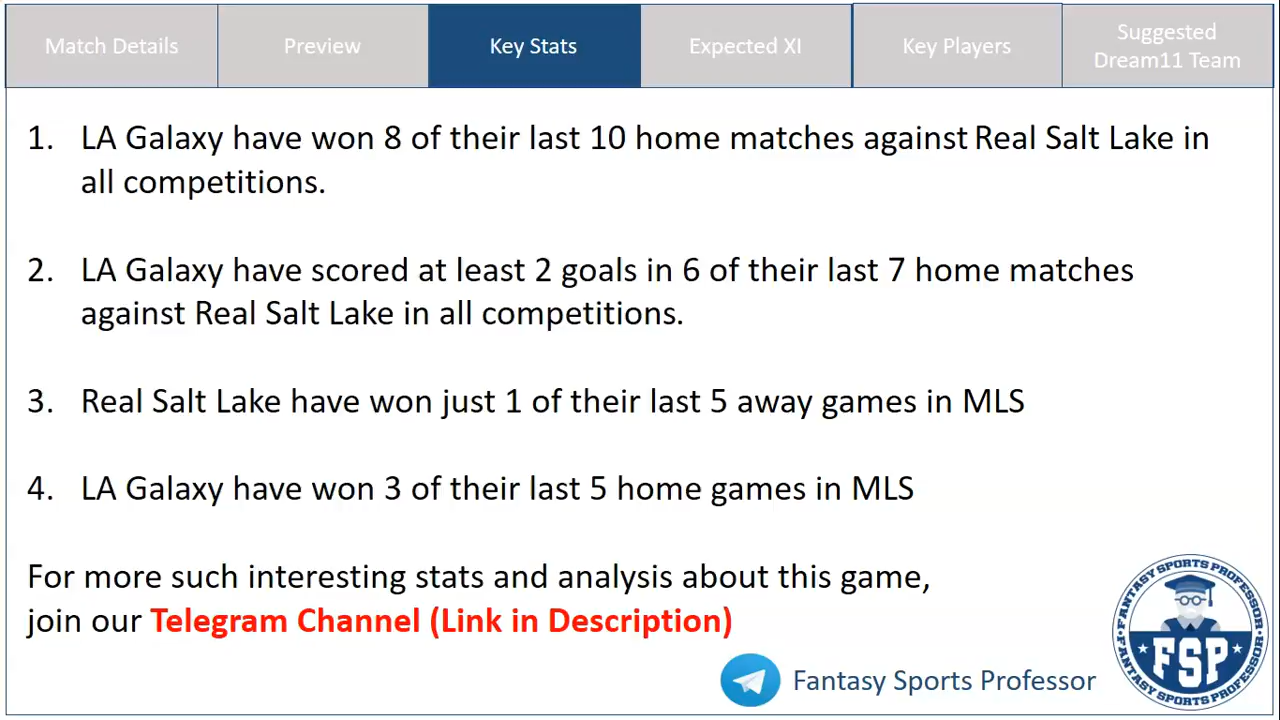 Match Details
Preview
Key Stats
Expected XI
Key Players
Suggested
Dream11 Team
1. LA Galaxy have won 8 of their last 10 home matches against Real Salt Lake in
all competitions.
2. LA Galaxy have scored at least 2 goals in 6 of their last 7 home matches
against Real Salt Lake in all competitions.
3. Real Salt Lake have won just 1 of their last 5 away games in MLS
4. LA Galaxy have won 3 of their last 5 home games in MLS
For more such interesting stats and analysis about this game,
join our Telegram Channel (Link in Description)
Fantasy Sports Professor
FANTASY SPORTS PROFESSOR
FSP
FANTASY SPORTS PROFESSOR